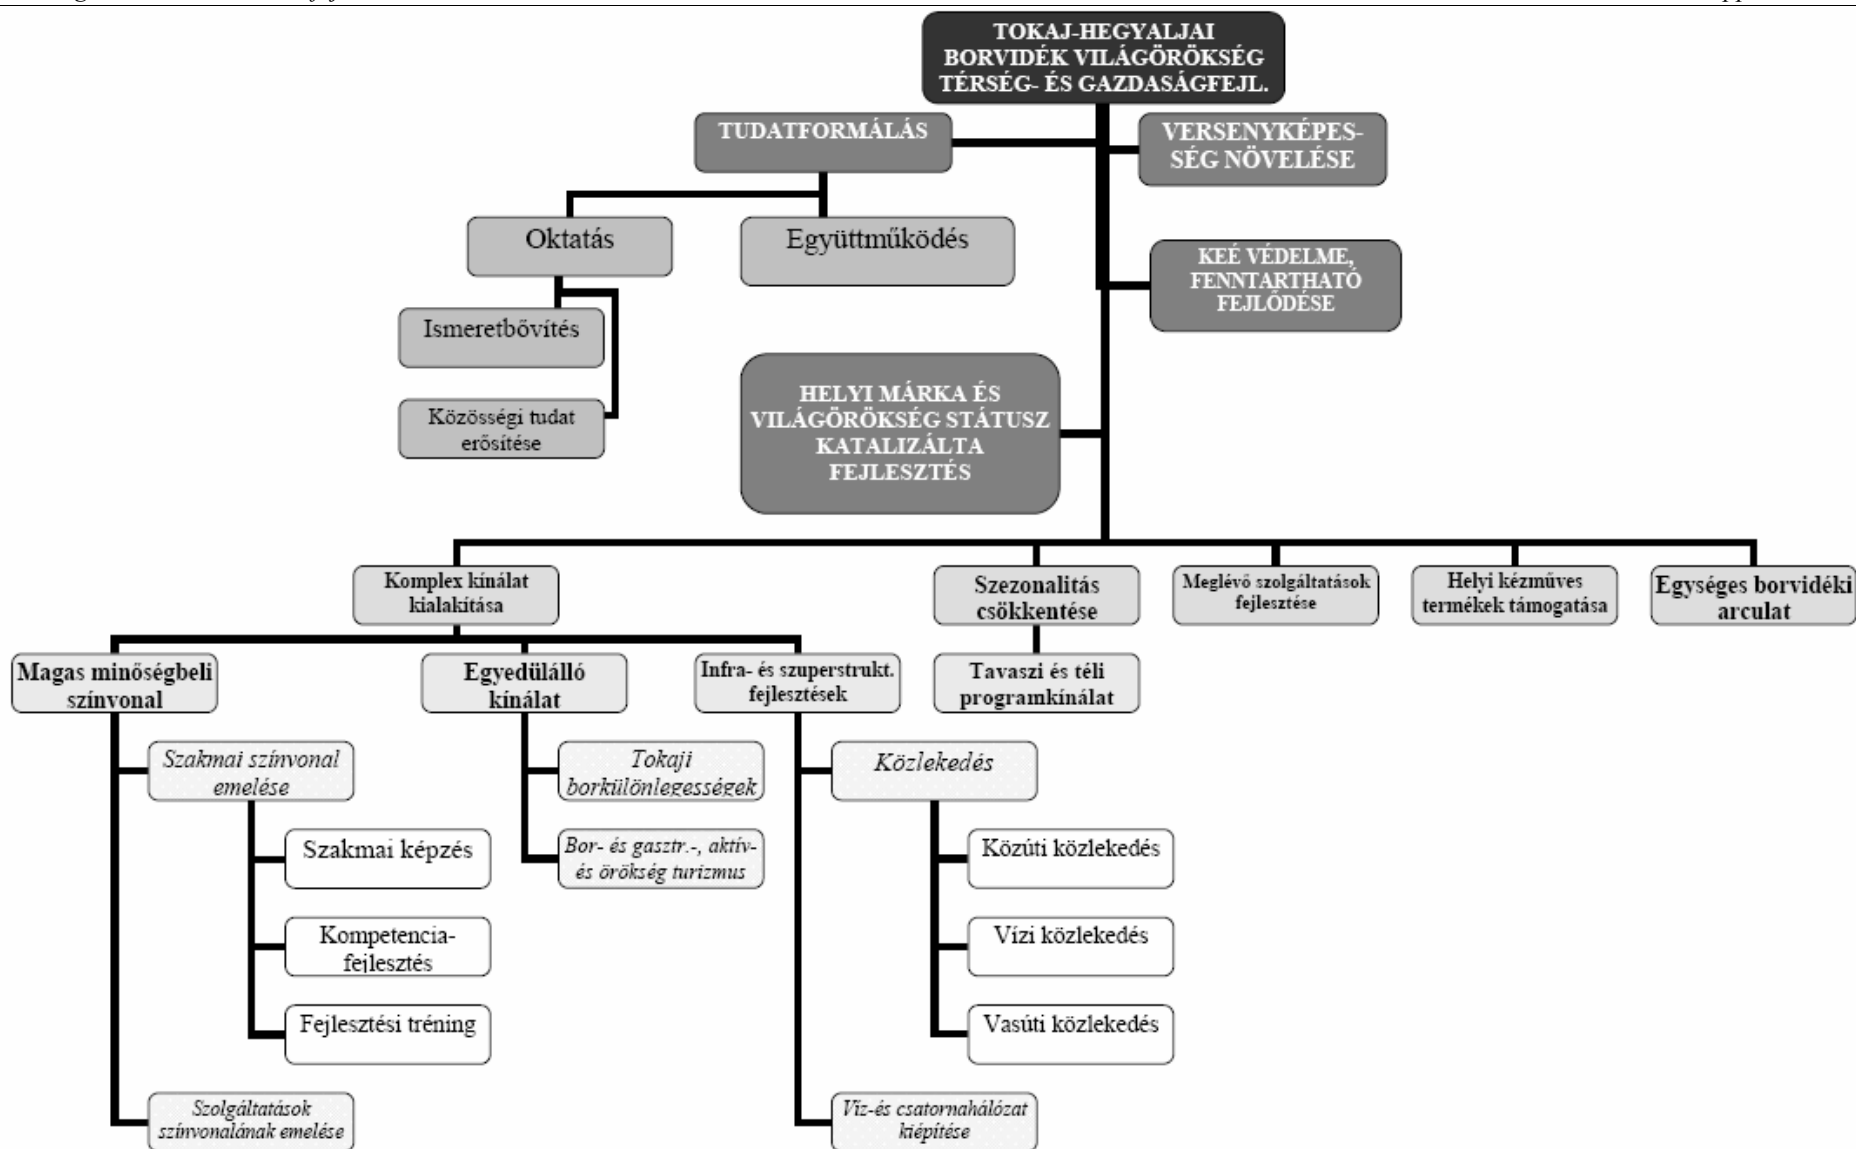 TOKAJ-HEGYALJAI
BORVIDÉK VILÁGÖRÖKSÉG
TÉRSÉG- ÉS GAZDASÁGFEJL.
TUDATFORMÁLÁS
VERSENYKÉPES-
SÉG NÖVELÉSE
Oktatás
Együttműködés
KEÉ VÉDELME,
FENNTARTHATÓ
FEJLŐDÉSE
Ismeretbővítés
Közösségi tudat
erősítése
HELYI MÁRKA ÉS
VILÁGÖRÖKSÉG STÁTUSZ
KATALIZÁLTA
FEJLESZTÉS
Komplex kínálat
kialakítása
Szezonalitás
csökkentése
Meglévő szolgáltatások
fejlesztése
Helyi kézműves
termékek támogatása
Egységes borvidéki
arculat
Magas minőségbeli
színvonal
Egyedülálló
kínálat
Infra- és szuperstrukt.
fejlesztések
Tavaszi és téli
programkínálat
Szakmai színvonal
emelése
Tokaji
borkülönlegességek
Közlekedés
Szakmai képzés
Bor- és gasztr.-, aktív-
és örökség turizmus
Közúti közlekedés
Kompetencia-
fejlesztés
Vízi közlekedés
Fejlesztési tréning
Vasúti közlekedés
Szolgáltatások
színvonalának emelése
Víz-és csatornahálózat
kiépítése